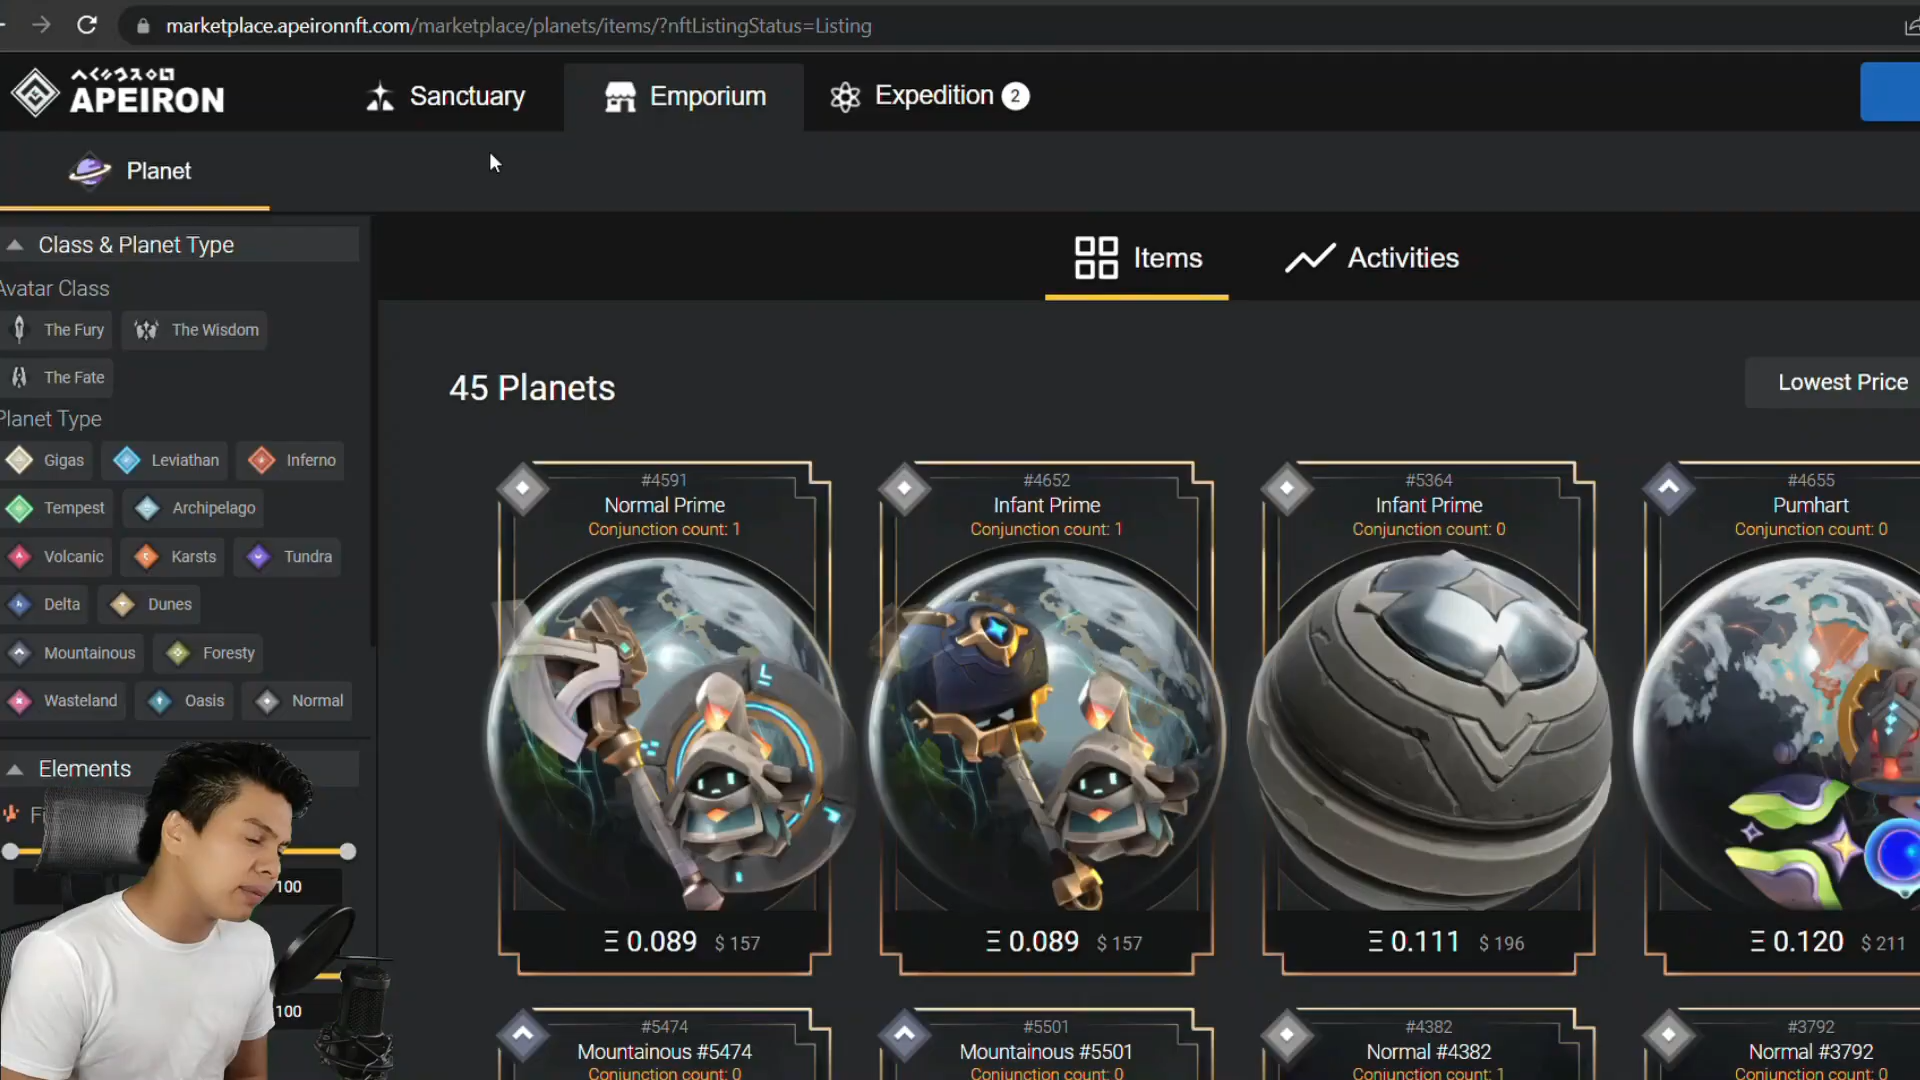 marketplace.apeironnft.com/marketplace/planets/items/?nftListingStatus=Listing
APEIRON
Sanctuary
Emporium
Expedition 2
Planet
Class & Planet Type
Avatar Class
The Fury
The Wisdom
The Fate
Planet Type
Gigas
Leviathan
Inferno
Tempest
Archipelago
Volcanic
Karsts
Tundra
Delta
Dunes
Mountainous
Foresty
Wasteland
Oasis
Normal
Elements
100
100
Items
Activities
45 Planets
Lowest Price
#4591
Normal Prime
Conjunction count: 1
Ξ 0.089 $ 157
#4652
Infant Prime
Conjunction count: 1
Ξ 0.089 $ 157
#5364
Infant Prime
Conjunction count: 0
Ξ 0.111 $ 196
#4655
Pumhart
Conjunction count: 0
Ξ 0.120 $ 211
#5474
Mountainous #5474
Conjunction count: 0
#5501
Mountainous #5501
Conjunction count: 0
#4382
Normal #4382
Conjunction count: 1
#3792
Normal #3792
Conjunction count: 0